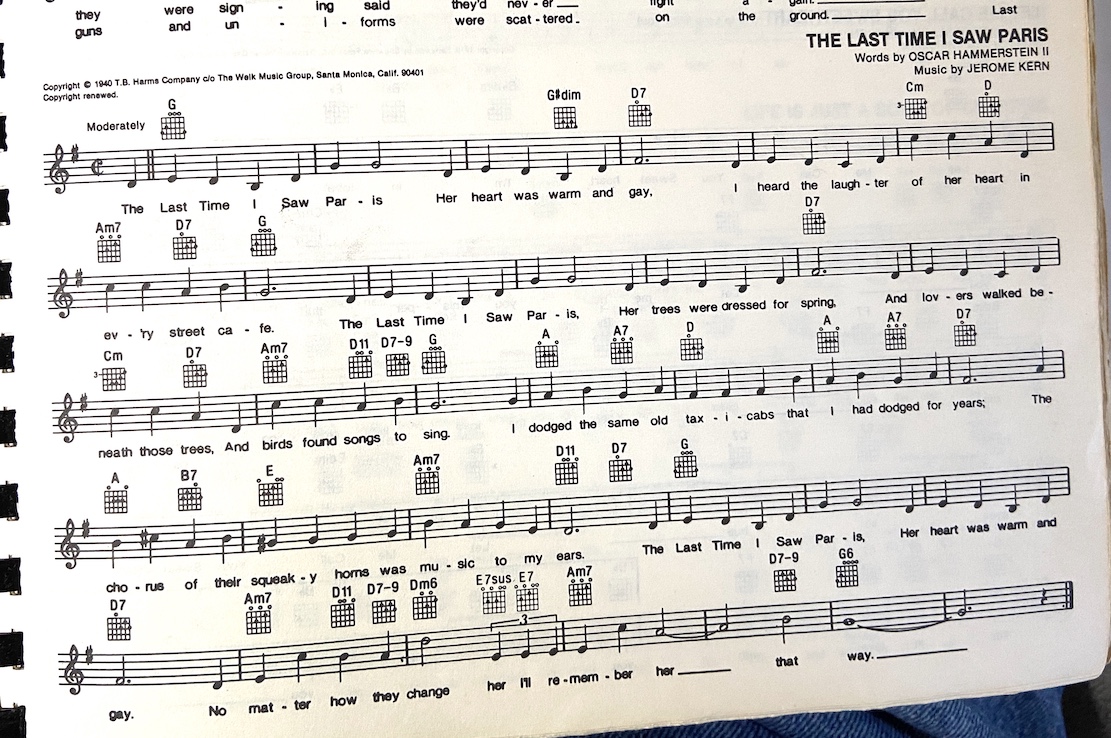 they were sign - ing said they'd nev - er light a - gain. Last
guns and un - i - forms were scat - tered. on the ground.
THE LAST TIME I SAW PARIS
Words by OSCAR HAMMERSTEIN II
Music by JEROME KERN
Copyright © 1940 T.B. Harms Company c/o The Welk Music Group, Santa Monica, Calif. 90401
Copyright renewed.
Moderately G G#dim D7 Cm D
3-
The Last Time I Saw Par - is Her heart was warm and gay, I heard the laugh - ter of her heart in
Am7 D7 G D7
ev - 'ry street ca - fe. The Last Time I Saw Par - is, Her trees were dressed for spring, And lov - ers walked be -
Cm D7 Am7 D11 D7-9 G A A7 D A A7 D7
3-
neath those trees, And birds found songs to sing. I dodged the same old tax - i - cabs that I had dodged for years; The
A B7 E Am7 D11 D7 G
cho - rus of their squeak - y horns was mu - sic to my ears. The Last Time I Saw Par - is, Her heart was warm and
D7 Am7 D11 D7-9 Dm6 E7sus E7 Am7 D7-9 G6
3
gay. No mat - ter how they change her I'll re - mem - ber her that way.